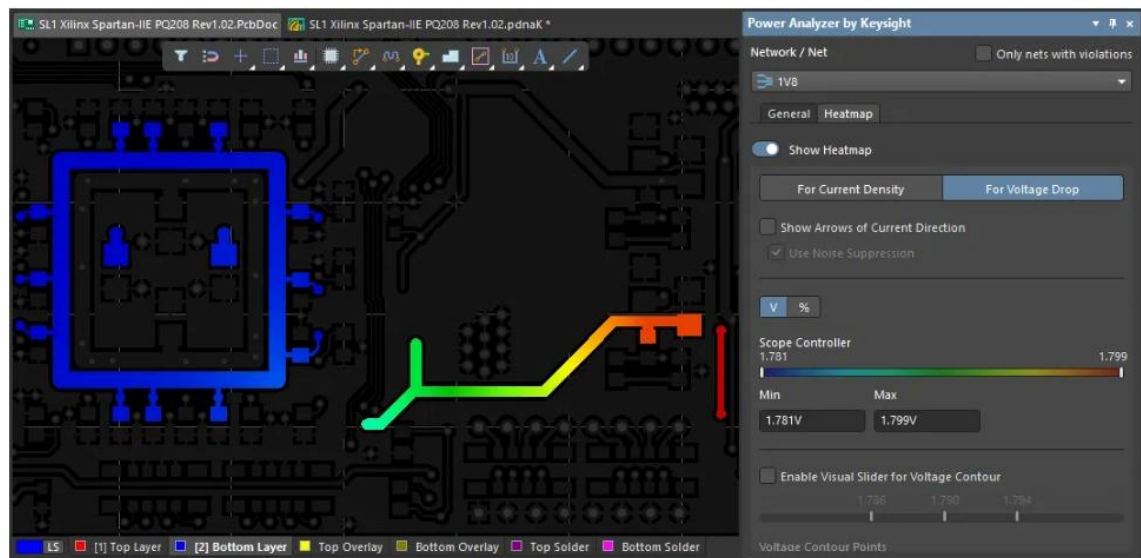 SL1 Xilinx Spartan-IIE PQ208 Rev1.02.PcbDoc
SL1 Xilinx Spartan-IIE PQ208 Rev1.02.pdnaK *
Power Analyzer by Keysight
Network / Net
Only nets with violations
1V8
General
Heatmap
Show Heatmap
For Current Density
For Voltage Drop
Show Arrows of Current Direction
Use Noise Suppression
V
%
Scope Controller
1.781
1.799
Min
Max
1.781V
1.799V
Enable Visual Slider for Voltage Contour
1.786
1.790
1.794
Voltage Contour Points
LS
[1] Top Layer
[2] Bottom Layer
Top Overlay
Bottom Overlay
Top Solder
Bottom Solder